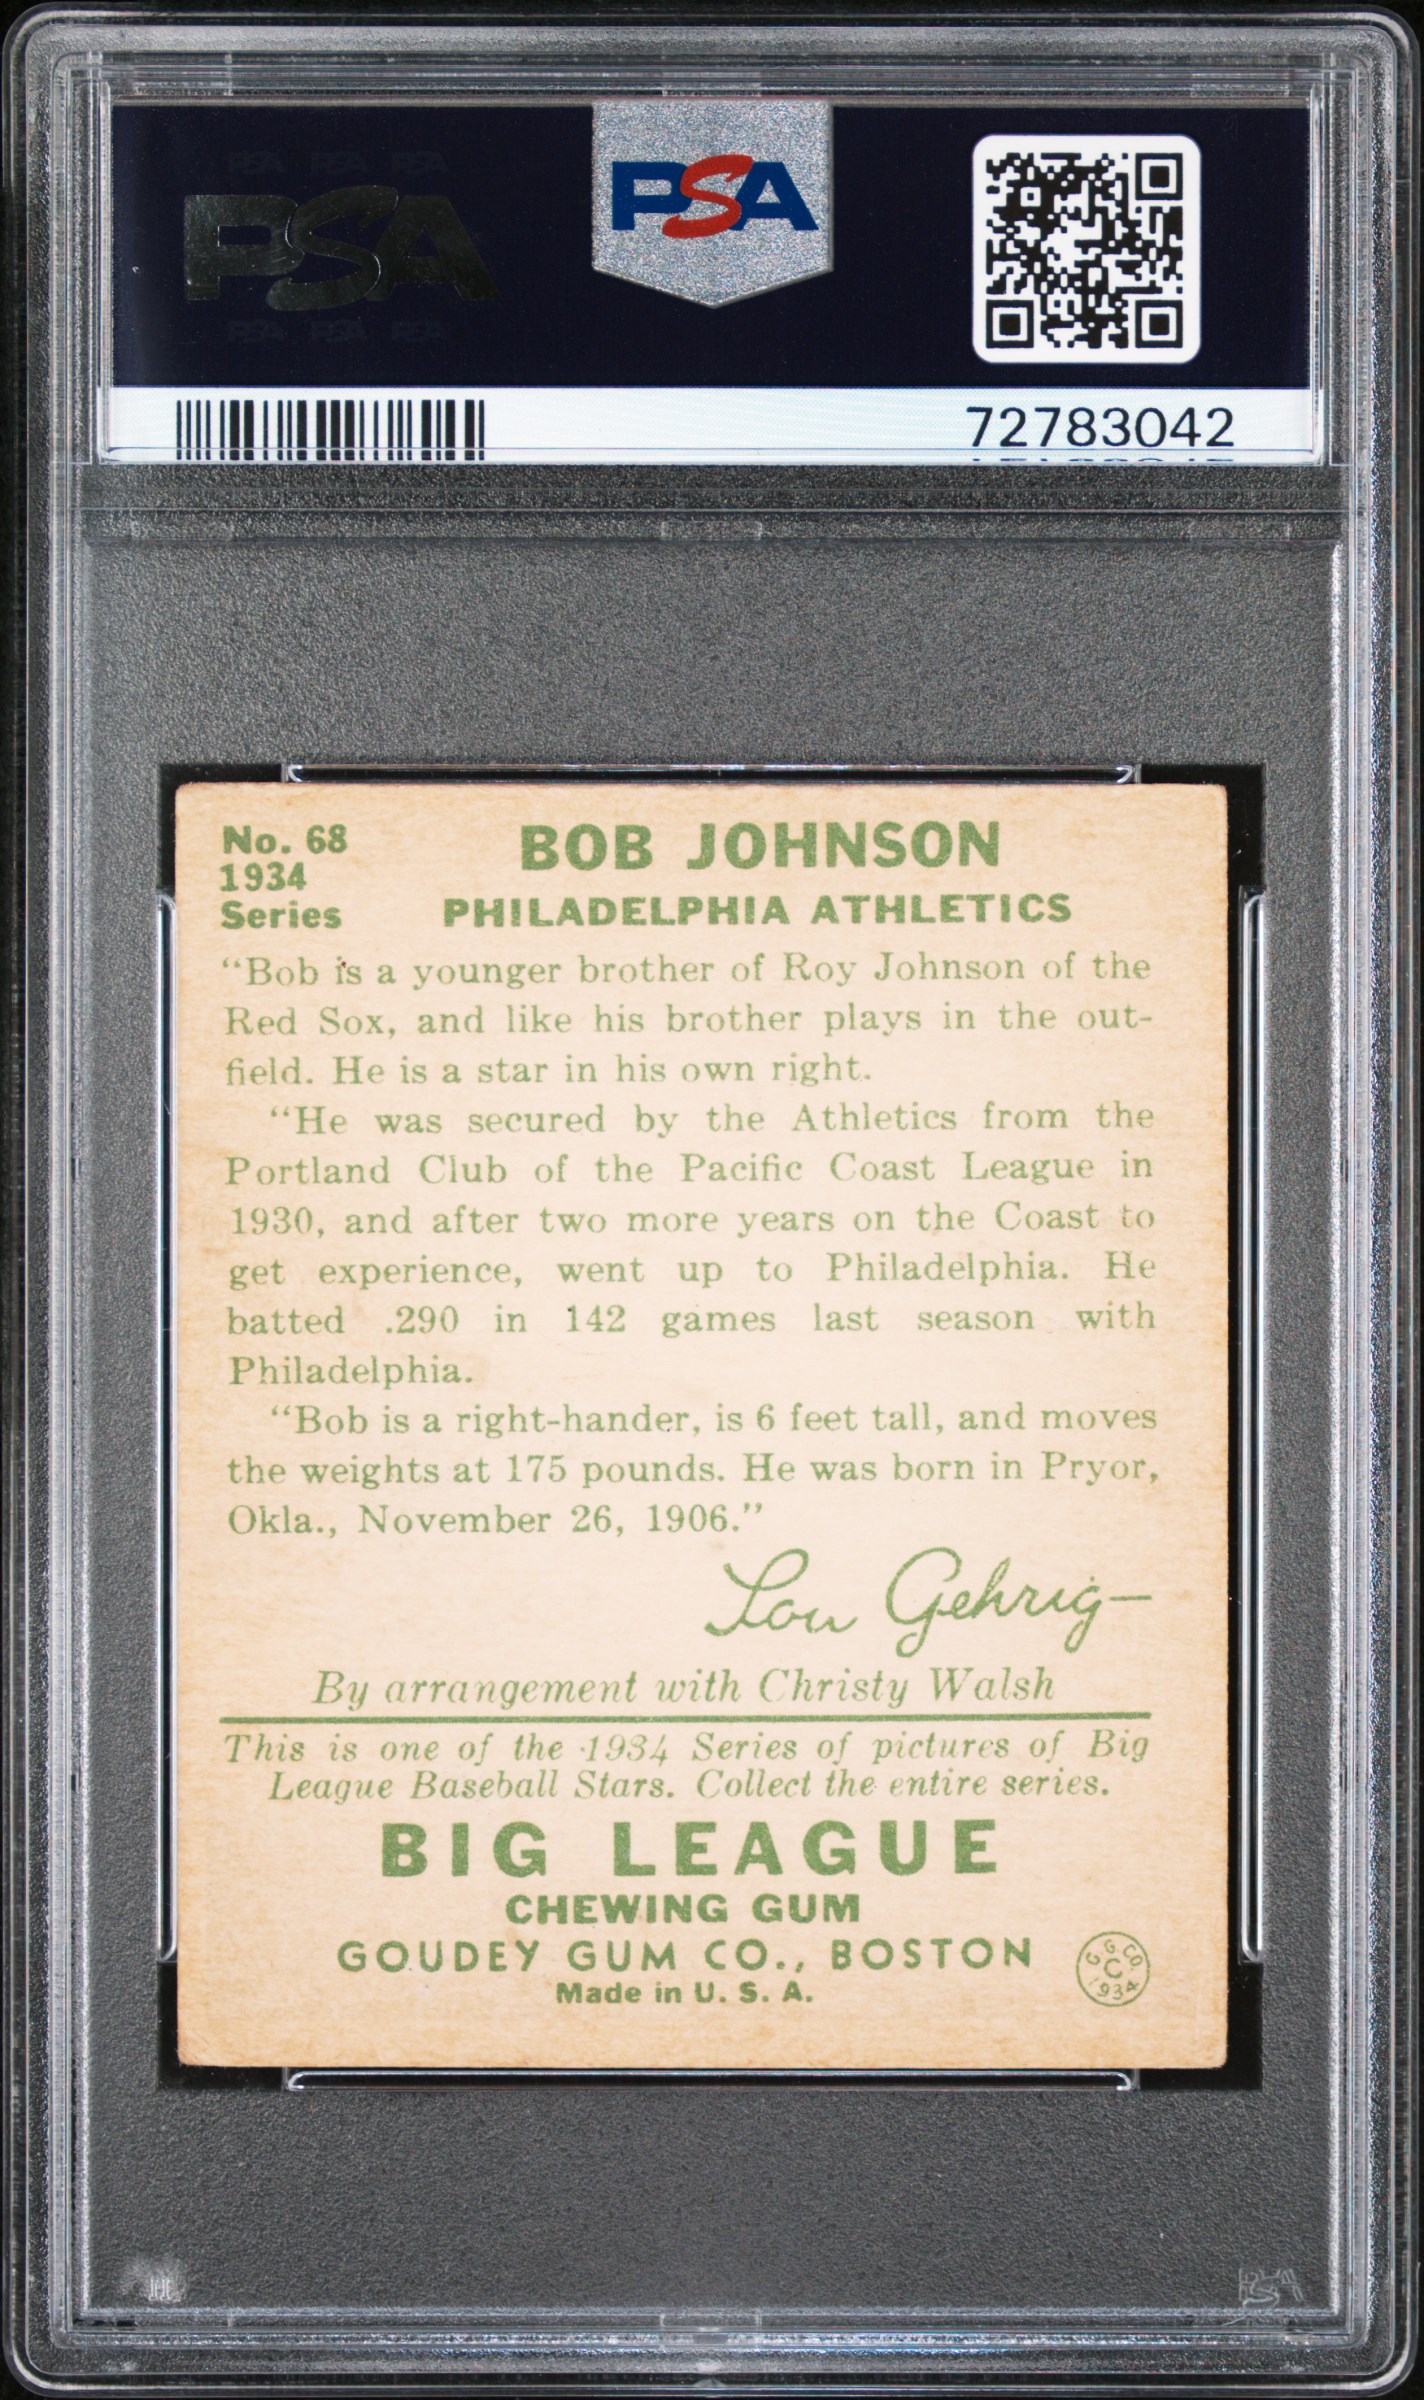 PSA PSA PSA
PSA
PSA PSA PSA
PSA
72783042
No. 68
1934
Series
BOB JOHNSON
PHILADELPHIA ATHLETICS
“Bob is a younger brother of Roy Johnson of the
Red Sox, and like his brother plays in the out-
field. He is a star in his own right.
“He was secured by the Athletics from the
Portland Club of the Pacific Coast League in
1930, and after two more years on the Coast to
get experience, went up to Philadelphia. He
batted .290 in 142 games last season with
Philadelphia.
“Bob is a right-hander, is 6 feet tall, and moves
the weights at 175 pounds. He was born in Pryor,
Okla., November 26, 1906.”
Lou Gehrig—
By arrangement with Christy Walsh
This is one of the 1934 Series of pictures of Big
League Baseball Stars. Collect the entire series.
BIG LEAGUE
CHEWING GUM
GOUDEY GUM CO., BOSTON
Made in U. S. A.
G. G. CO.
C
1934
PSA